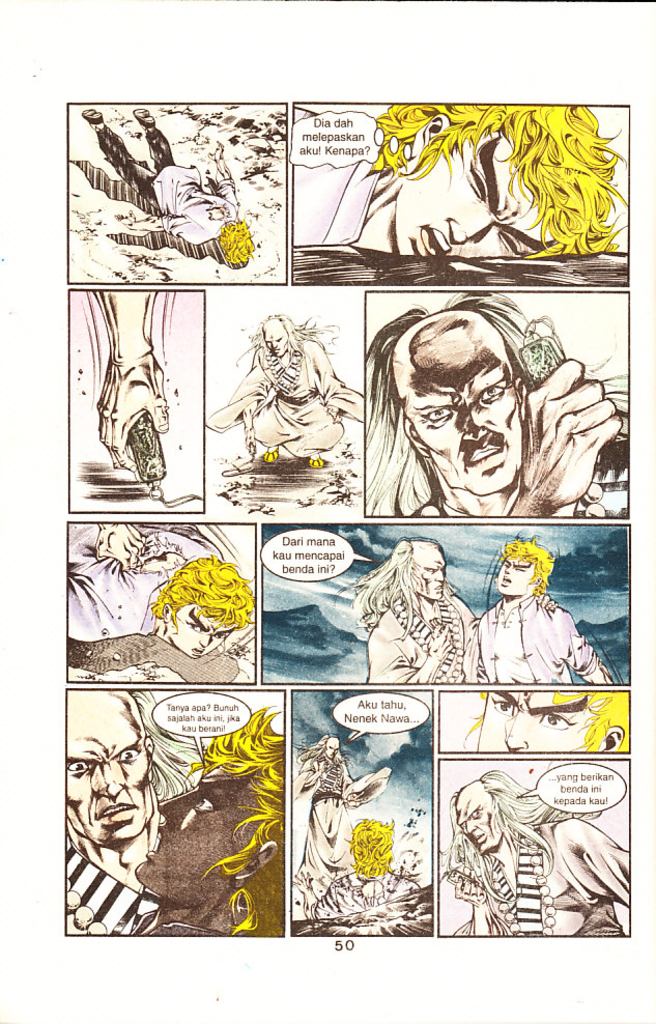 Dia dah
melepaskan
aku! Kenapa?
Dari mana
kau mencapai
benda ini?
Tanya apa? Bunuh
sajalah aku ini, jika
kau berani!
Aku tahu,
Nenek Nawa...
...yang berikan
benda ini
kepada kau!
50